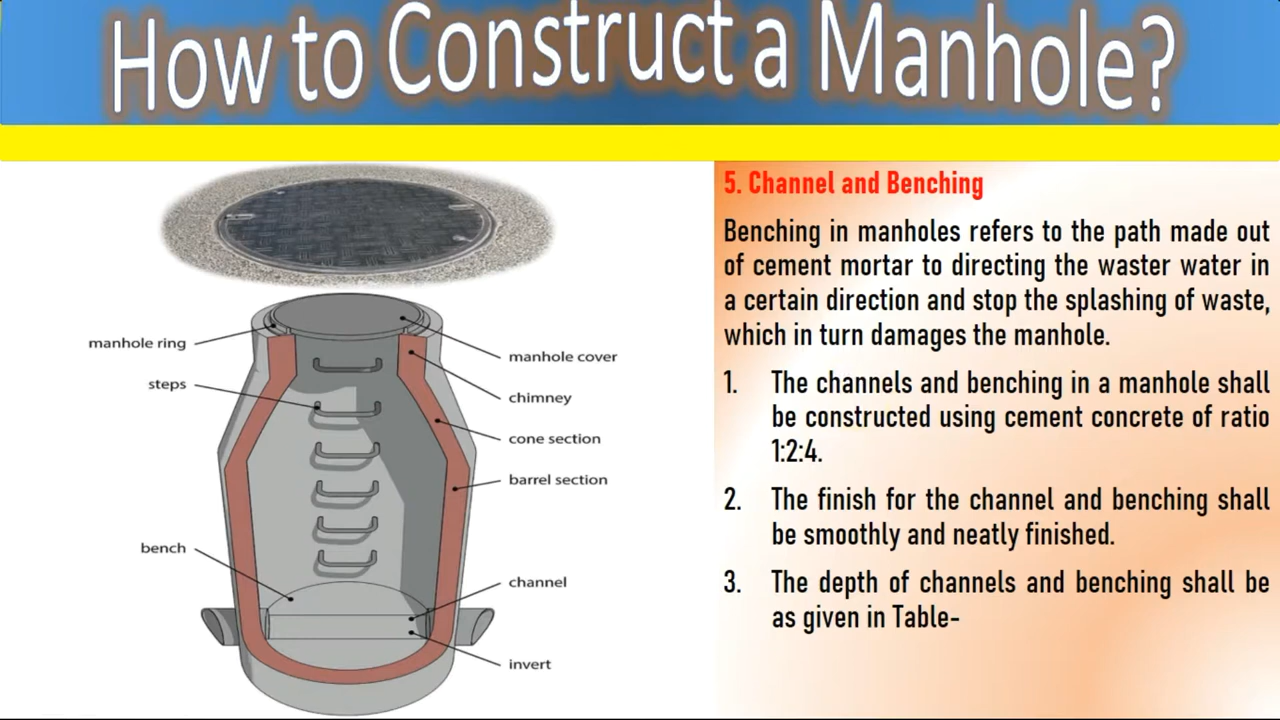 How to Construct a Manhole?
manhole ring
steps
bench
manhole cover
chimney
cone section
barrel section
channel
invert
5. Channel and Benching
Benching in manholes refers to the path made out
of cement mortar to directing the waster water in
a certain direction and stop the splashing of waste,
which in turn damages the manhole.
1. The channels and benching in a manhole shall
be constructed using cement concrete of ratio
1:2:4.
2. The finish for the channel and benching shall
be smoothly and neatly finished.
3. The depth of channels and benching shall be
as given in Table-